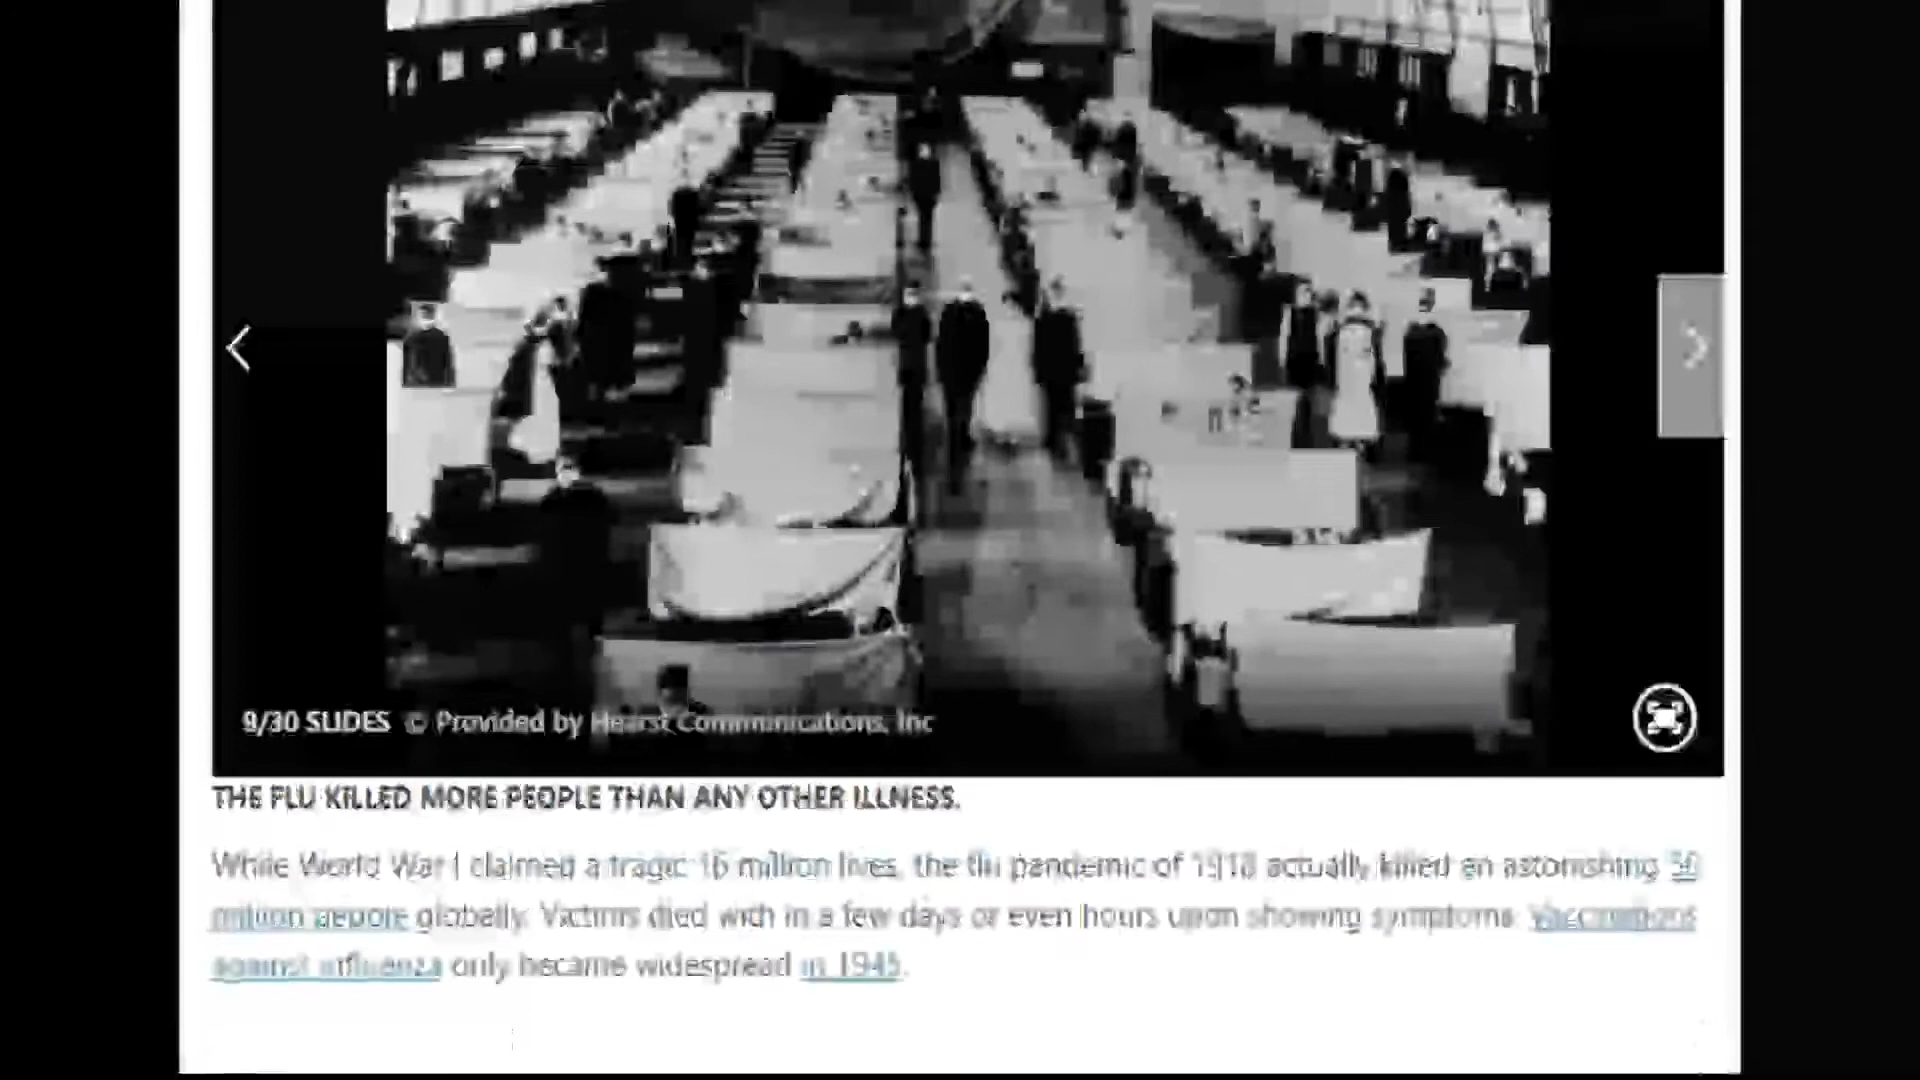 9/30 SLIDES © Provided by Hearst Communications, Inc
THE FLU KILLED MORE PEOPLE THAN ANY OTHER ILLNESS.
While World War I claimed a tragic 16 million lives, the flu pandemic of 1918 actually killed an astonishing 50
million people globally. Victims died with in a few days or even hours upon showing symptoms. Vaccinations
against influenza only became widespread in 1945.